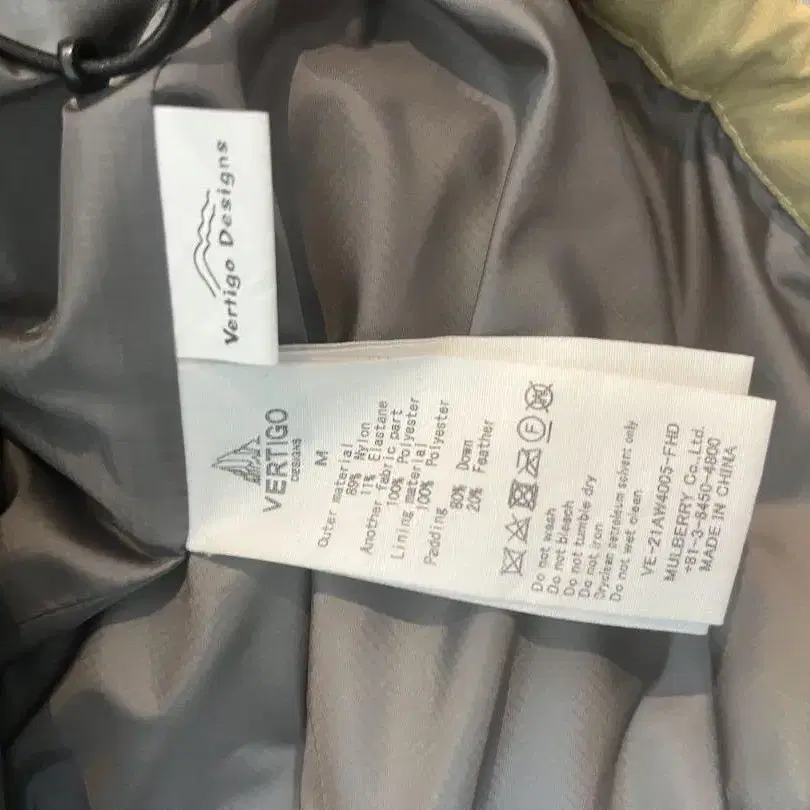 Vertigo Designs
VERTIGO
DESIGNS
M
Outer material
89% Nylon
11% Elastane
Another fabric part
100% Polyester
Lining material
100% Polyester
Padding
80% Down
20% Feather
F
Do not wash
Do not bleach
Do not tumble dry
Do not iron
Dryclean petroleum solvent only
Do not wet clean
VE-21AW4005-FHD
MULBERRY Co.,Ltd.
+81-3-8450-4800
MADE IN CHINA